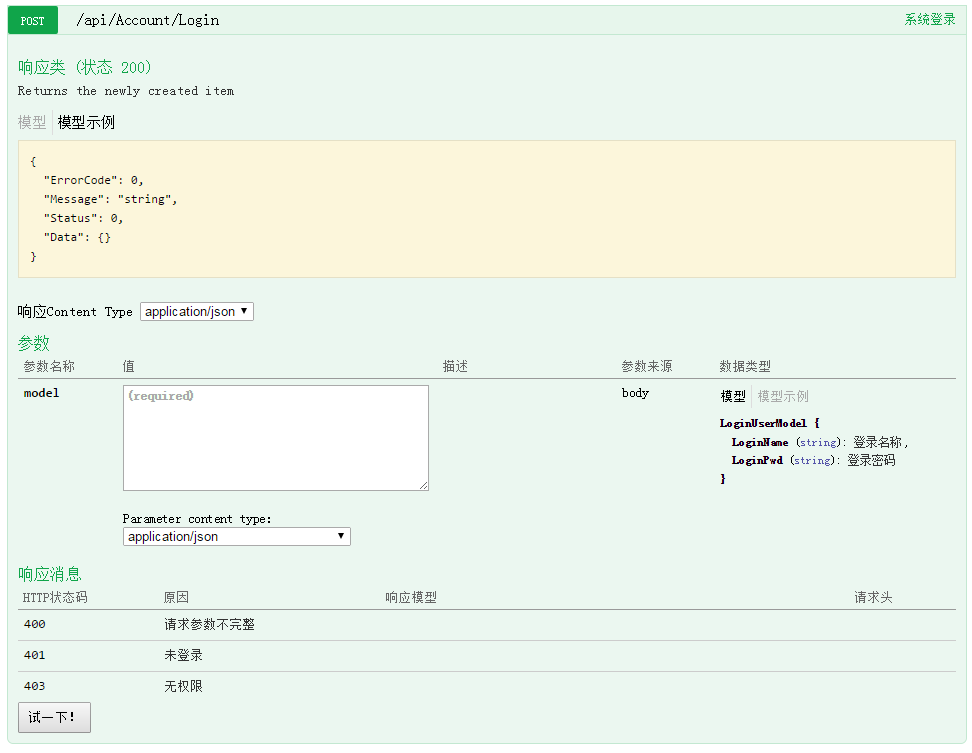 POST /api/Account/Login 系统登录
响应类 (状态 200)
Returns the newly created item
模型 模型示例
{
"ErrorCode": 0,
"Message": "string",
"Status": 0,
"Data": {}
}
响应Content Type application/json
参数
参数名称 值 描述 参数来源 数据类型
model (required) body 模型 模型示例
LoginUserModel {
LoginName (string): 登录名称,
LoginPwd (string): 登录密码
}
Parameter content type:
application/json
响应消息
HTTP状态码 原因 响应模型 请求头
400 请求参数不完整
401 未登录
403 无权限
试一下!